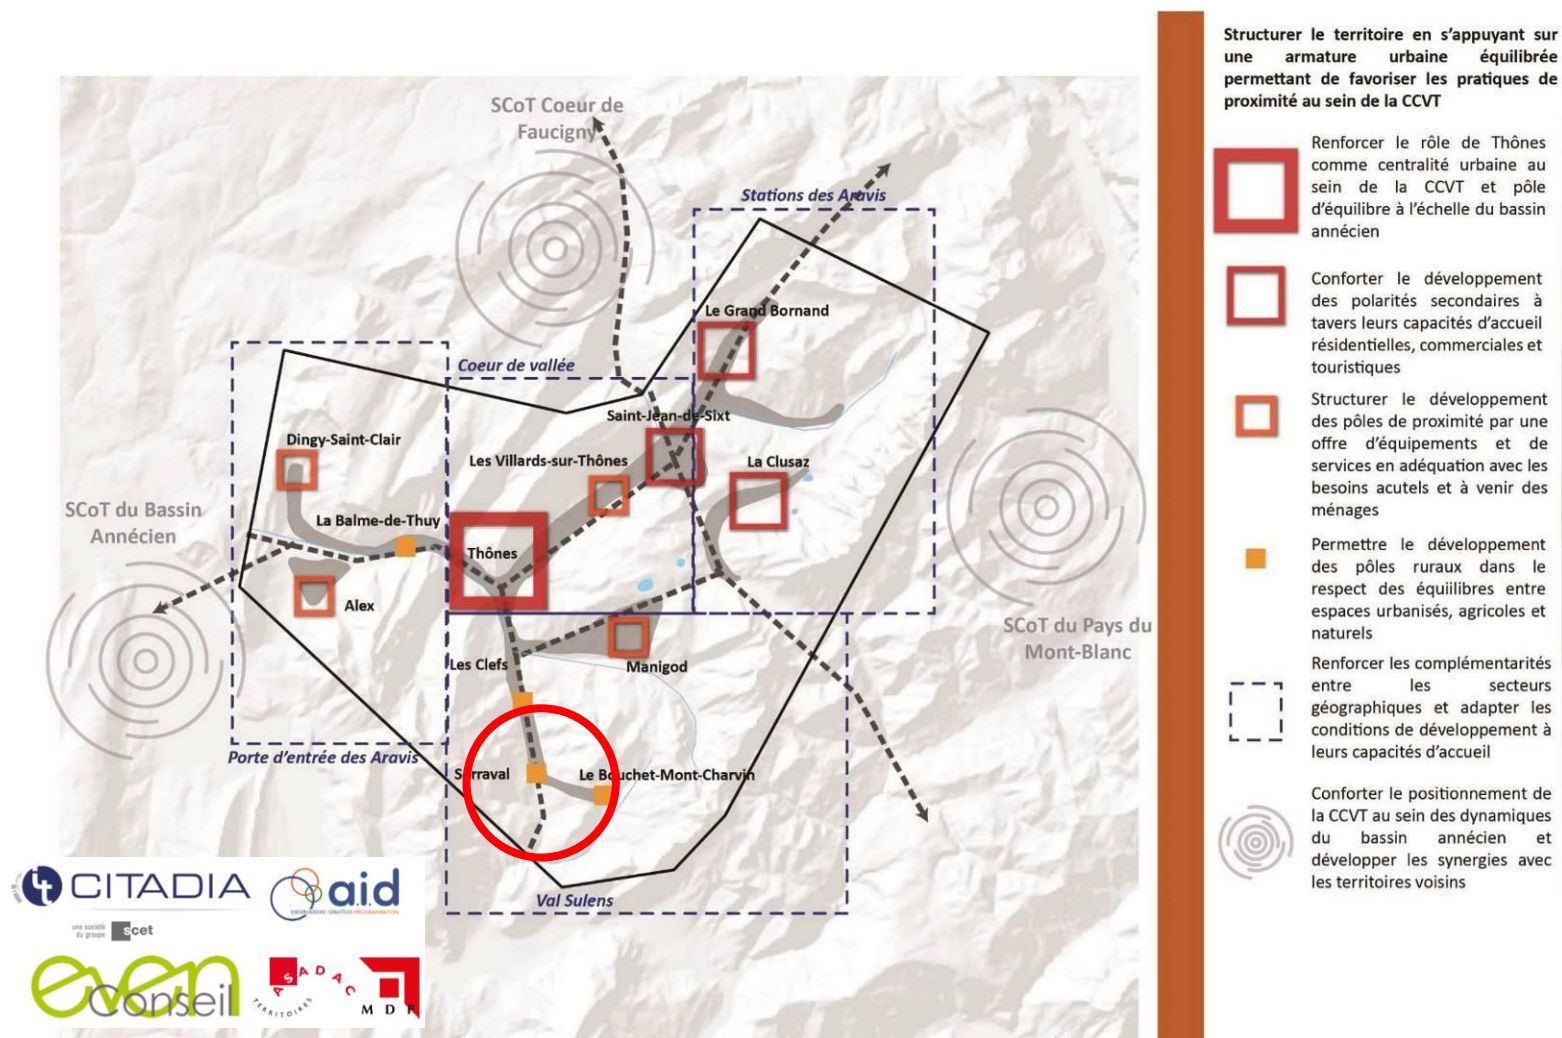 SCoT Coeur de
Faucigny
Stations des Aravis
Le Grand Bornand
Coeur de vallée
Saint-Jean-de-Sixt
Dingy-Saint-Clair
Les Villards-sur-Thônes
La Clusaz
SCoT du Bassin
Annécien
La Balme-de-Thuy
Thônes
Alex
SCoT du Pays du
Mont-Blanc
Les Clefs
Manigod
Porte d'entrée des Aravis
Serraval
Le Bouchet-Mont-Charvin
Val Sulens
CITADIA
une société
du groupe
scet
a.i.d
OBSERVATOIRE STRATÉGIE PROGRAMMATION
even
Conseil
ASADAC
TERRITOIRES
MDP
Structurer le territoire en s'appuyant sur
une armature urbaine équilibrée
permettant de favoriser les pratiques de
proximité au sein de la CCVT
Renforcer le rôle de Thônes
comme centralité urbaine au
sein de la CCVT et pôle
d'équilibre à l'échelle du bassin
annécien
Conforter le développement
des polarités secondaires à
tavers leurs capacités d'accueil
résidentielles, commerciales et
touristiques
Structurer le développement
des pôles de proximité par une
offre d'équipements et de
services en adéquation avec les
besoins acutels et à venir des
ménages
Permettre le développement
des pôles ruraux dans le
respect des équiilibres entre
espaces urbanisés, agricoles et
naturels
Renforcer les complémentarités
entre les secteurs
géographiques et adapter les
conditions de développement à
leurs capacités d'accueil
Conforter le positionnement de
la CCVT au sein des dynamiques
du bassin annécien et
développer les synergies avec
les territoires voisins